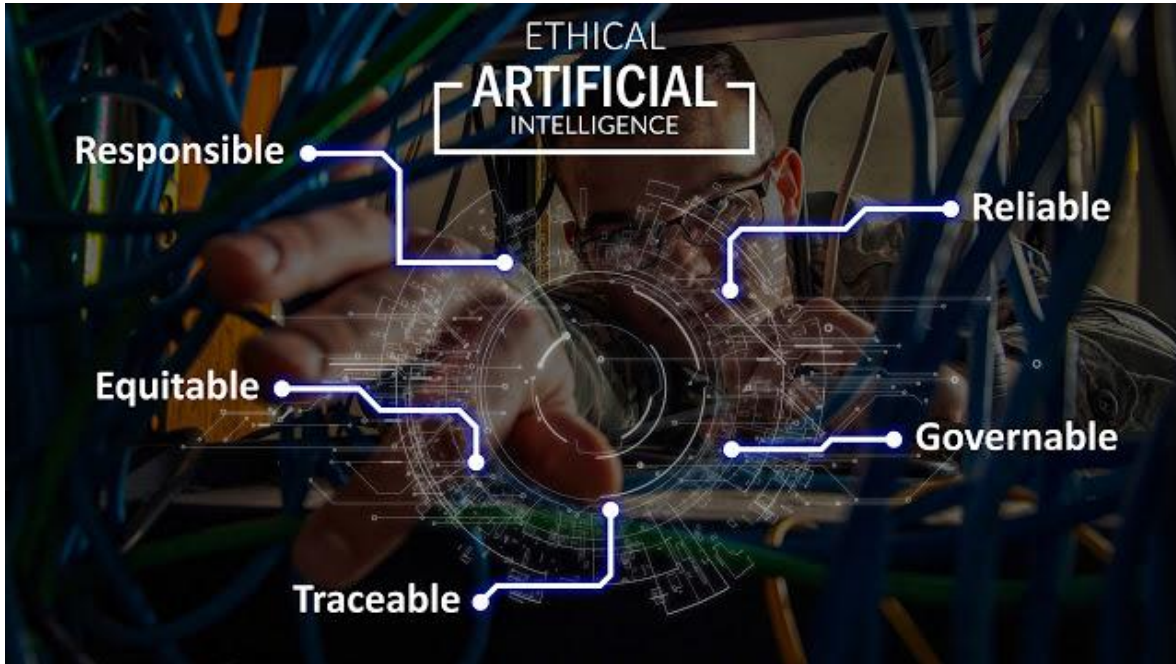 ETHICAL
ARTIFICIAL
INTELLIGENCE
Responsible
Reliable
Equitable
Governable
Traceable